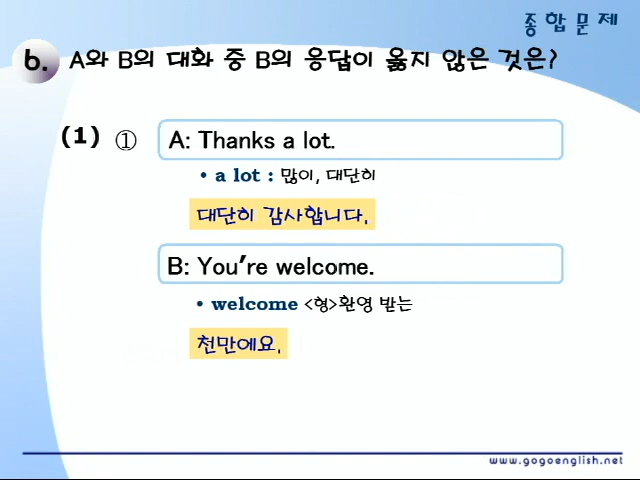 종합문제
b. A와 B의 대화 중 B의 응답이 옳지 않은 것은?
(1) ① A: Thanks a lot.
• a lot : 많이, 대단히
대단히 감사합니다.
B: You're welcome.
• welcome <형>환영 받는
천만에요.
www.gogoenglish.net